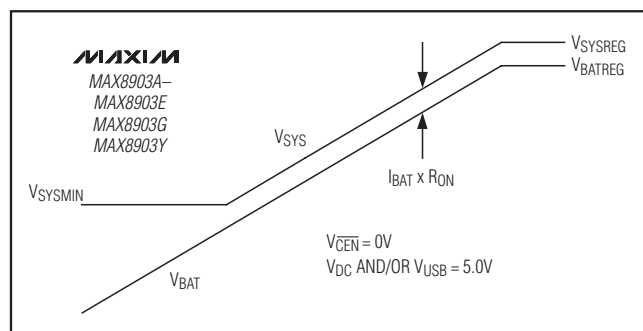 MAXIM
MAX8903A–
MAX8903E
MAX8903G
MAX8903Y
VSYSREG
VBATREG
VSYS
IBAT x RON
VSYSMIN
VCEN = 0V
VDC AND/OR VUSB = 5.0V
VBAT